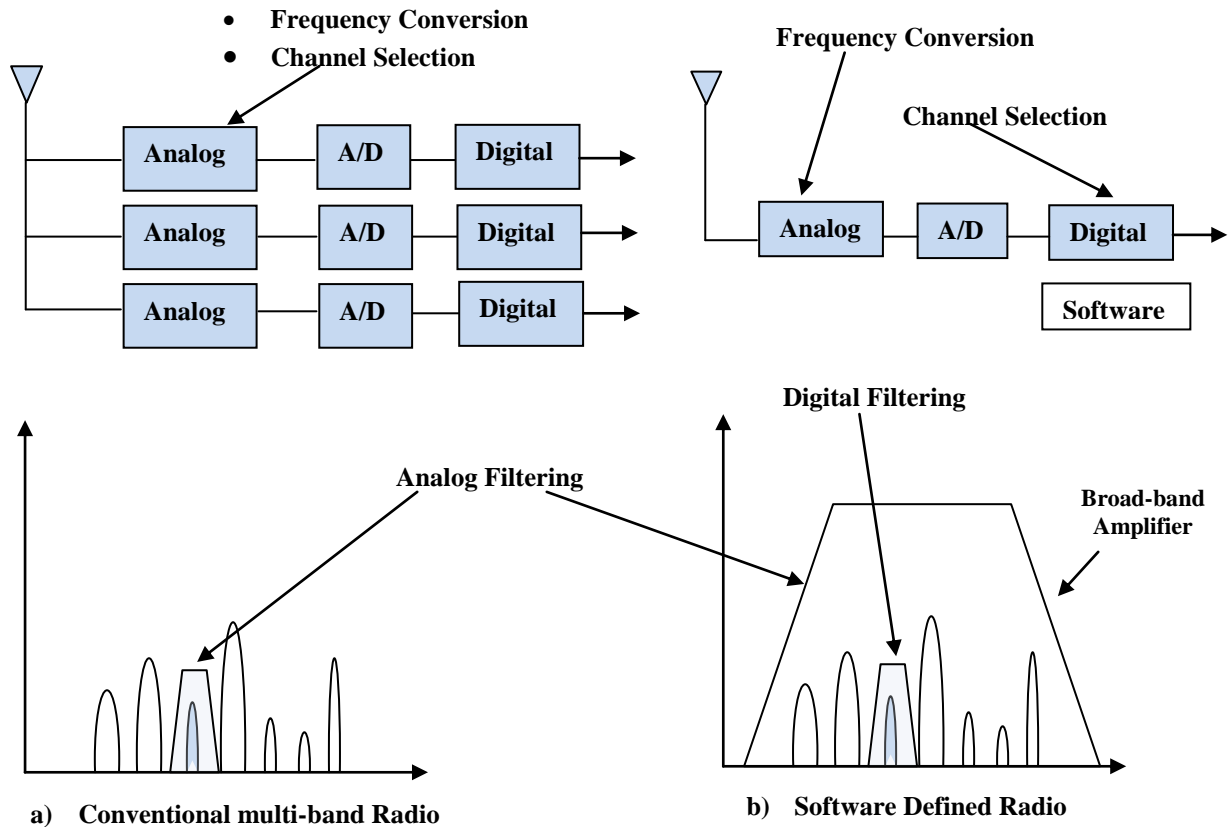 • Frequency Conversion
• Channel Selection
Analog A/D Digital
Analog A/D Digital
Analog A/D Digital
Frequency Conversion
Channel Selection
Analog A/D Digital
Software
Analog Filtering
Digital Filtering
Broad-band
Amplifier
a) Conventional multi-band Radio
b) Software Defined Radio